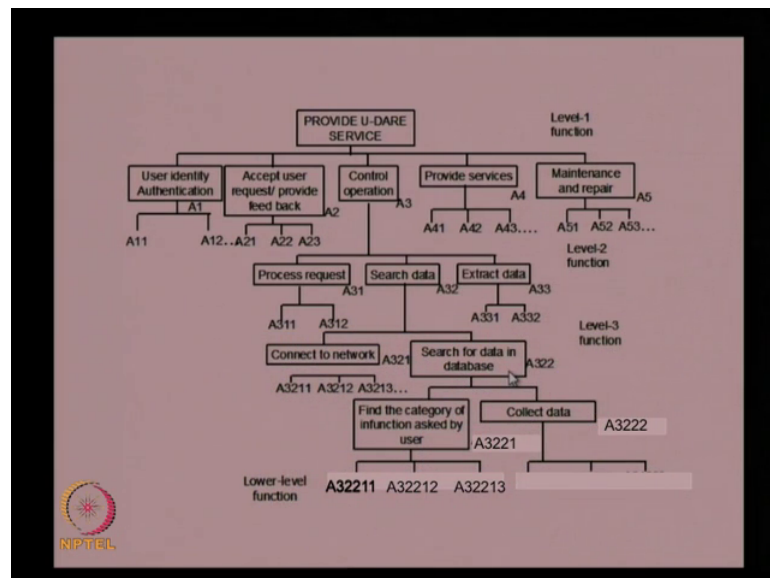 PROVIDE U-DARE
SERVICE
Level-1
function
User identity
Authentication
A1
Accept user
request/ provide
feed back
A2
Control
operation
A3
Provide services
A4
Maintenance
and repair
A5
A11
A12...
A21
A22
A23
A41
A42
A43....
A51
A52
A53...
Level-2
function
Process request
A31
Search data
A32
Extract data
A33
A311
A312
A331
A332
Level-3
function
Connect to network
A321
Search for data in
database
A322
A3211
A3212
A3213...
Find the category of
infunction asked by
user
A3221
Collect data
A3222
Lower-level
function
A32211
A32212
A32213
NPTEL